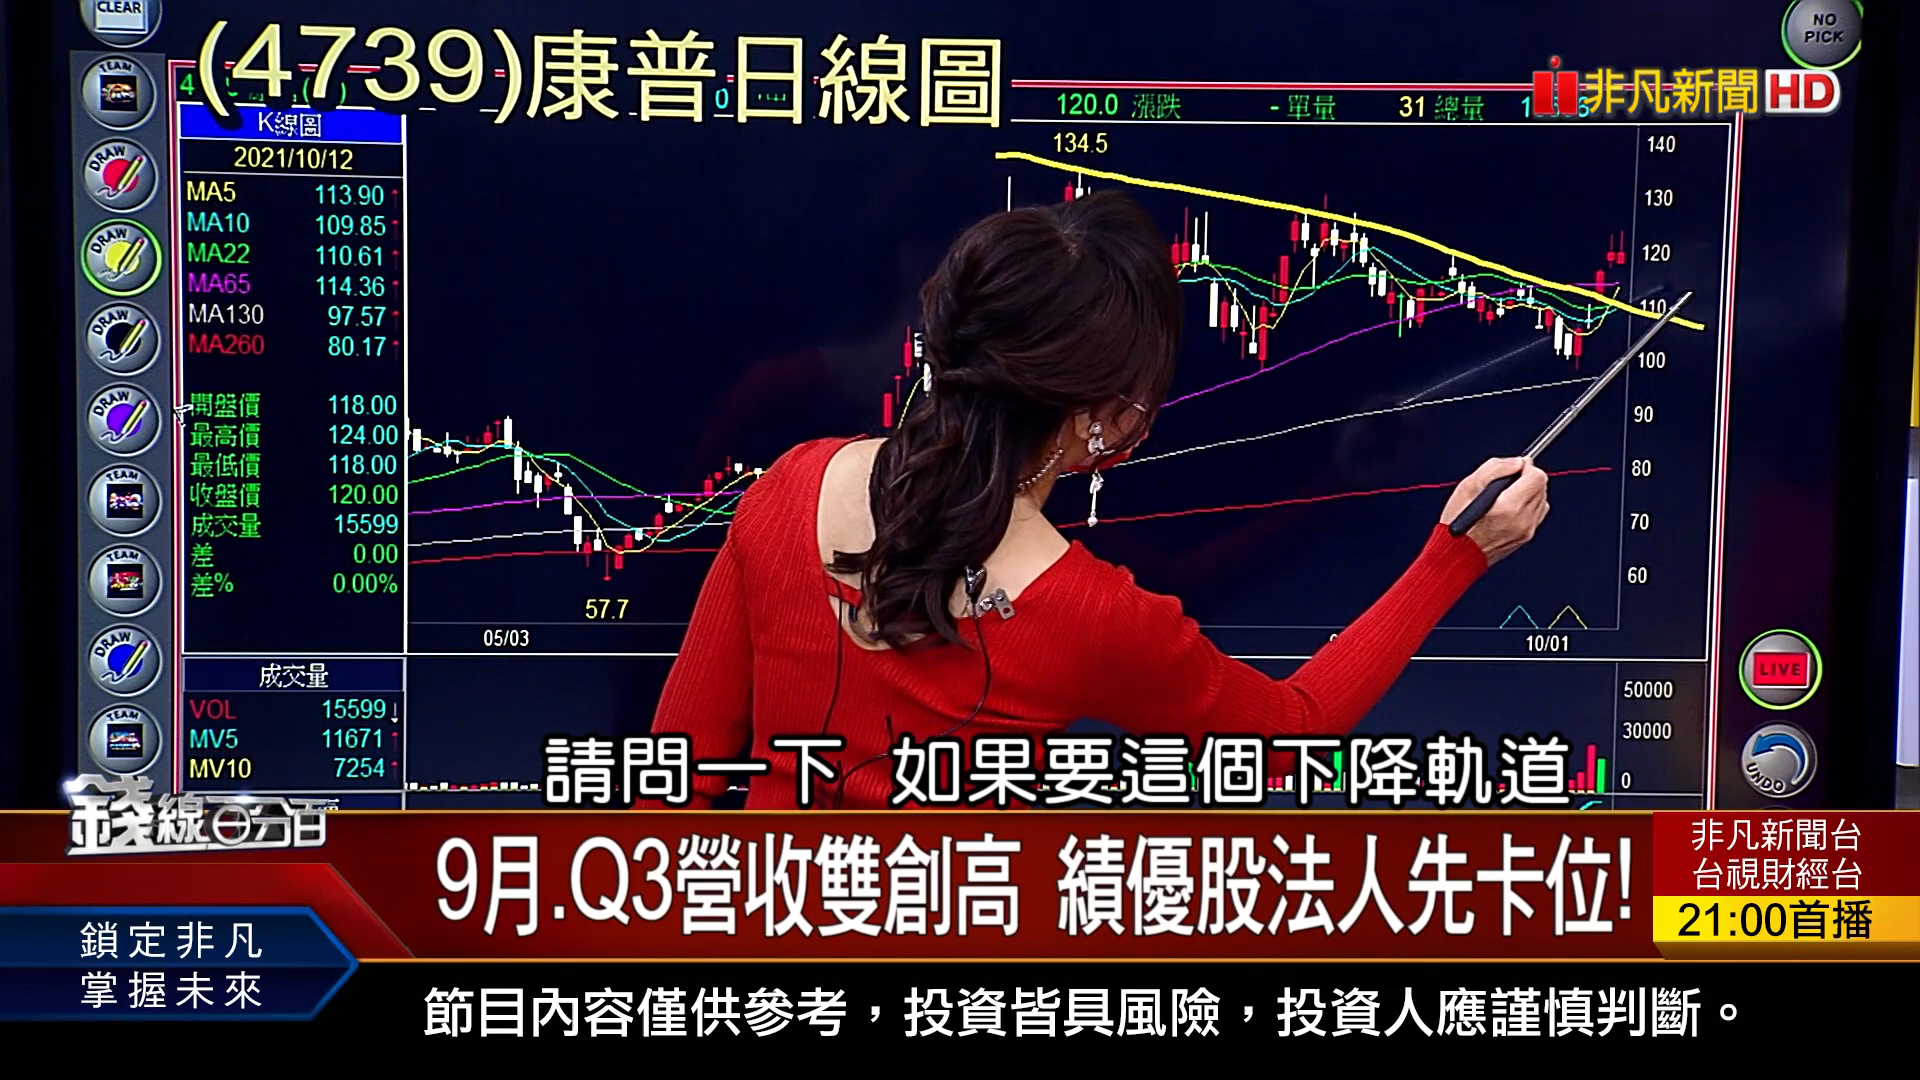 CLEAR
NO PICK
(4739)康普日線圖
非凡新聞HD
120.0 漲跌 - 單量 31 總量
K線圖
2021/10/12
MA5 113.90
MA10 109.85
MA22 110.61
MA65 114.36
MA130 97.57
MA260 80.17
開盤價 118.00
最高價 124.00
最低價 118.00
收盤價 120.00
成交量 15599
差 0.00
差% 0.00%
134.5
57.7
140
130
120
110
100
90
80
70
60
05/03
10/01
成交量
VOL 15599
MV5 11671
MV10 7254
50000
30000
0
TEAM
DRAW
DRAW
DRAW
DRAW
TEAM
TEAM
DRAW
TEAM
LIVE
UNDO
請問一下 如果要這個下降軌道
錢線百分百
9月.Q3營收雙創高 績優股法人先卡位!
非凡新聞台
台視財經台
21:00首播
鎖定非凡
掌握未來
節目內容僅供參考，投資皆具風險，投資人應謹慎判斷。